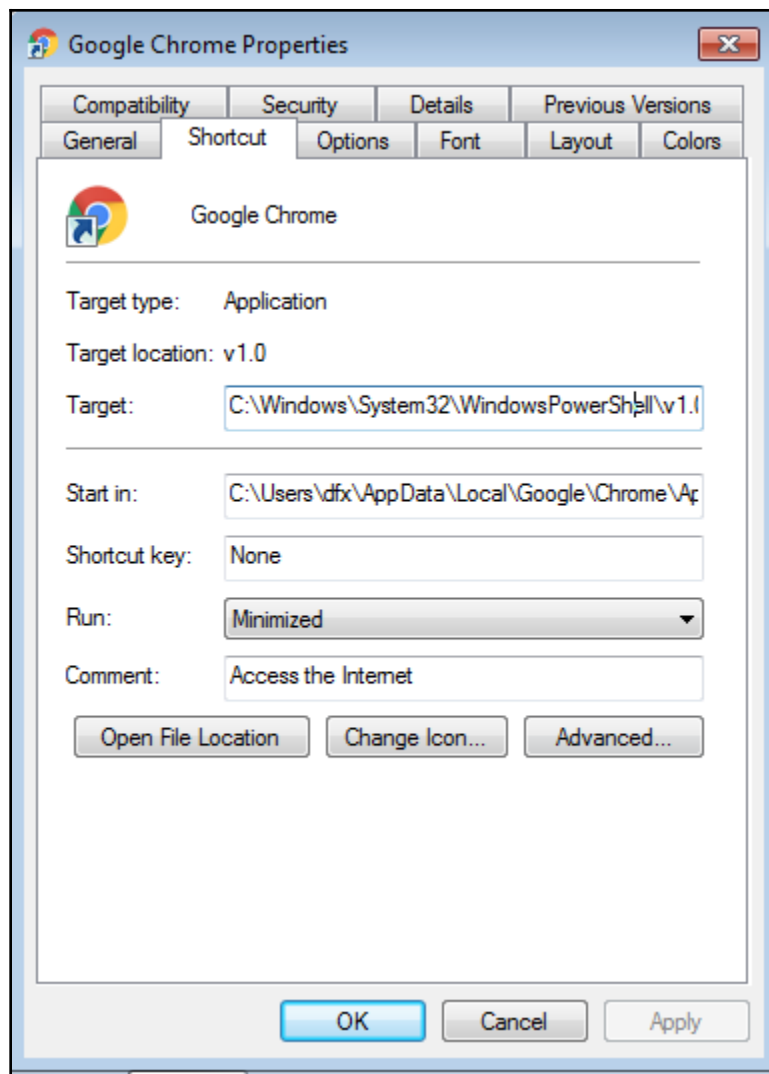 Google Chrome Properties
Compatibility Security Details Previous Versions
General Shortcut Options Font Layout Colors
Google Chrome
Target type: Application
Target location: v1.0
Target: C:\Windows\System32\WindowsPowerShell\v1.(
Start in: C:\Users\dfx\AppData\Local\Google\Chrome\Ap
Shortcut key: None
Run: Minimized
Comment: Access the Internet
Open File Location Change Icon... Advanced...
OK Cancel Apply